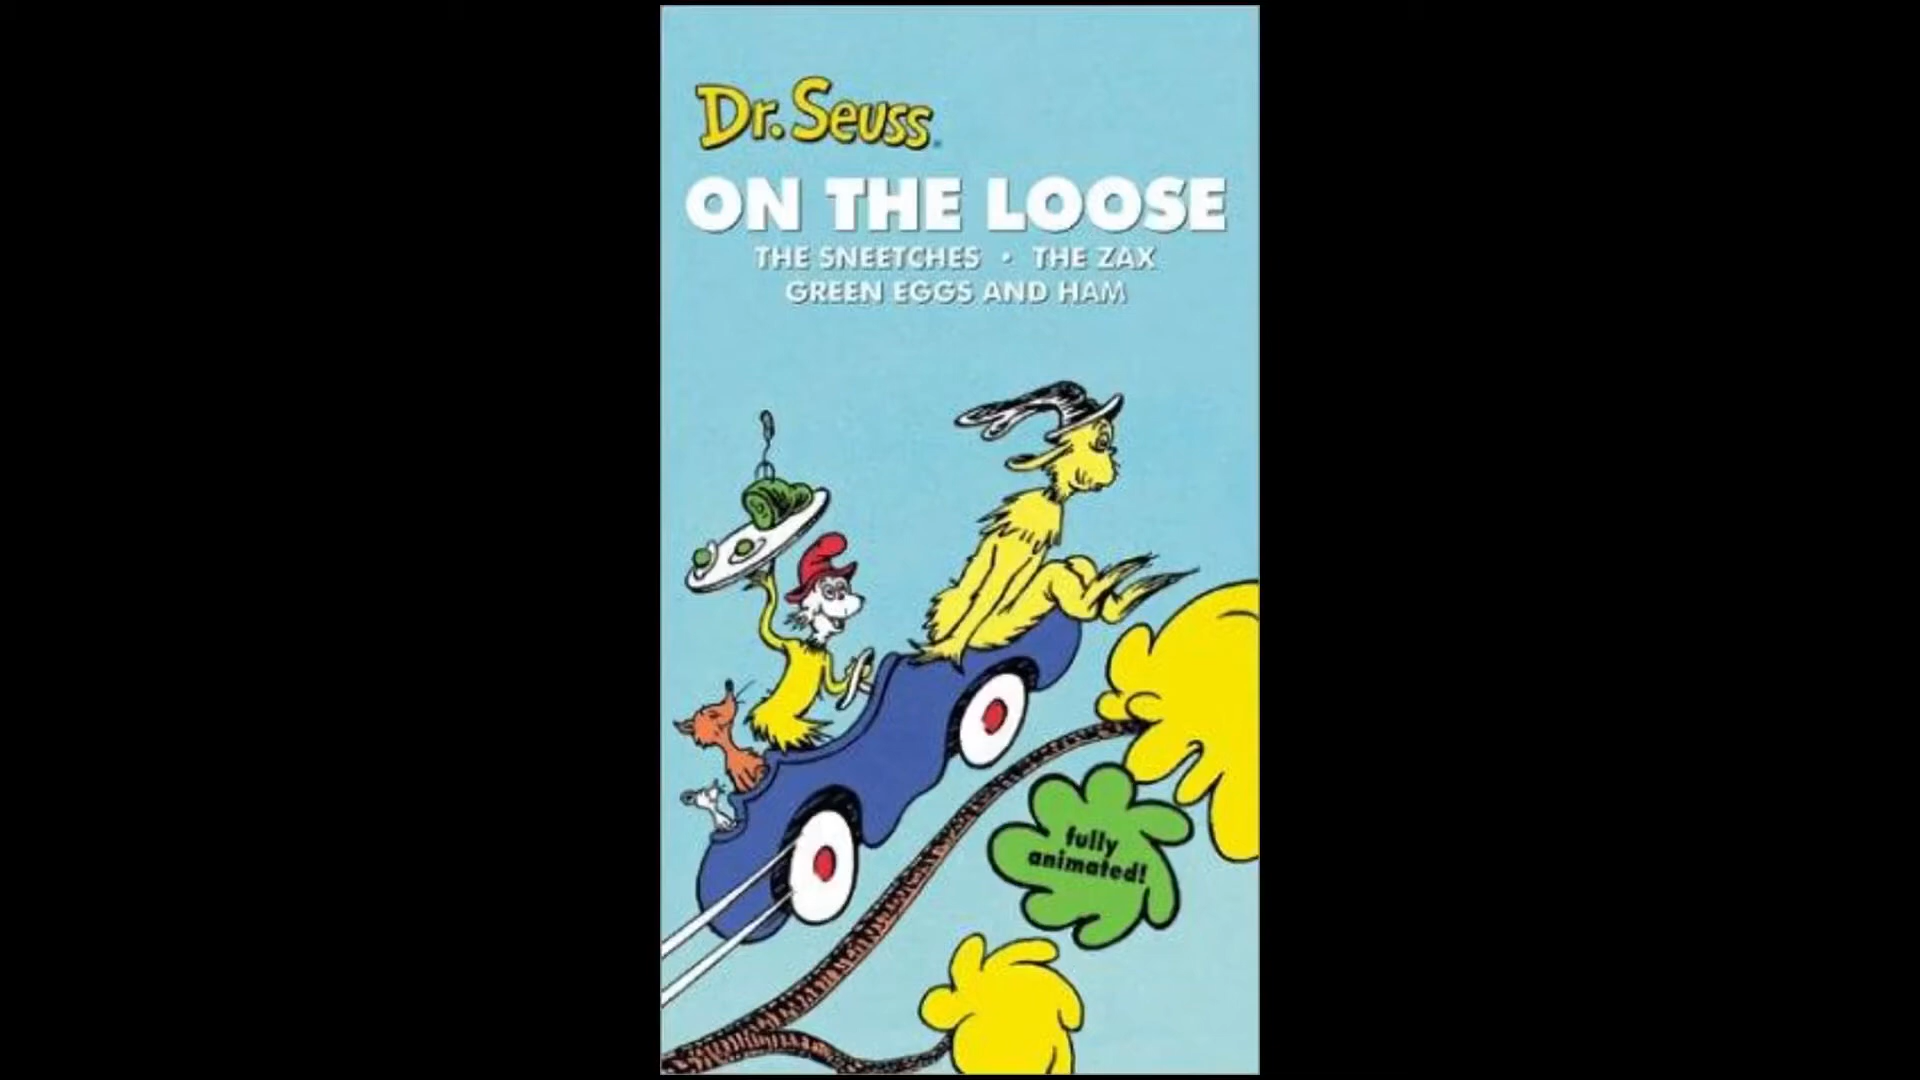 Dr. Seuss
ON THE LOOSE
THE SNEETCHES • THE ZAX
GREEN EGGS AND HAM
fully
animated!